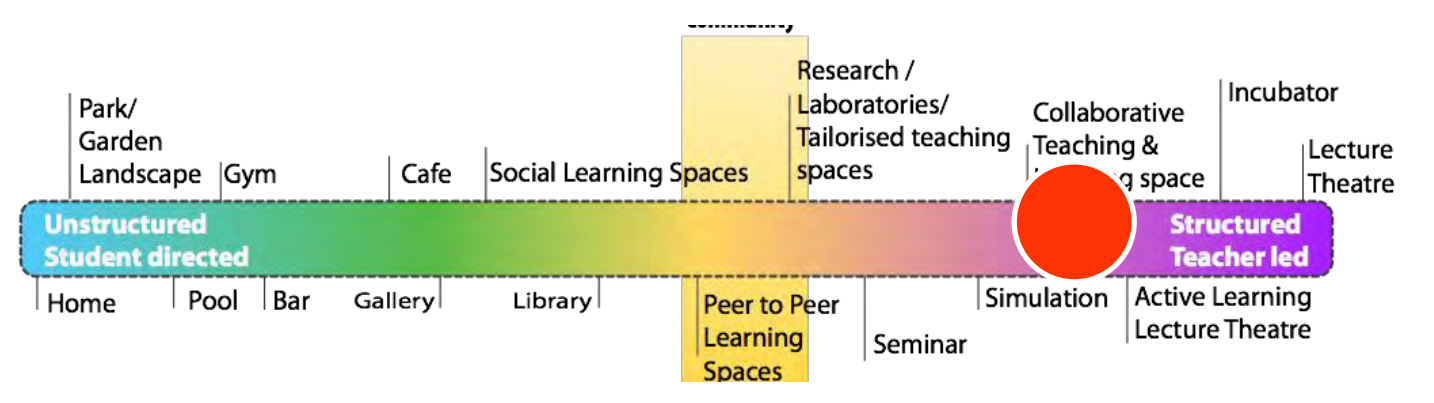 Research /
Park/
Laboratories/
Incubator
Garden
Tailorised teaching
Collaborative
Landscape
Gym
Cafe
Social Learning Spaces
spaces
Teaching &
space
Lecture
Theatre
Unstructured
Student directed
Structured
Teacher led
Home
Pool
Bar
Gallery
Library
Peer to Peer
Learning
Spaces
Seminar
Simulation
Active Learning
Lecture Theatre